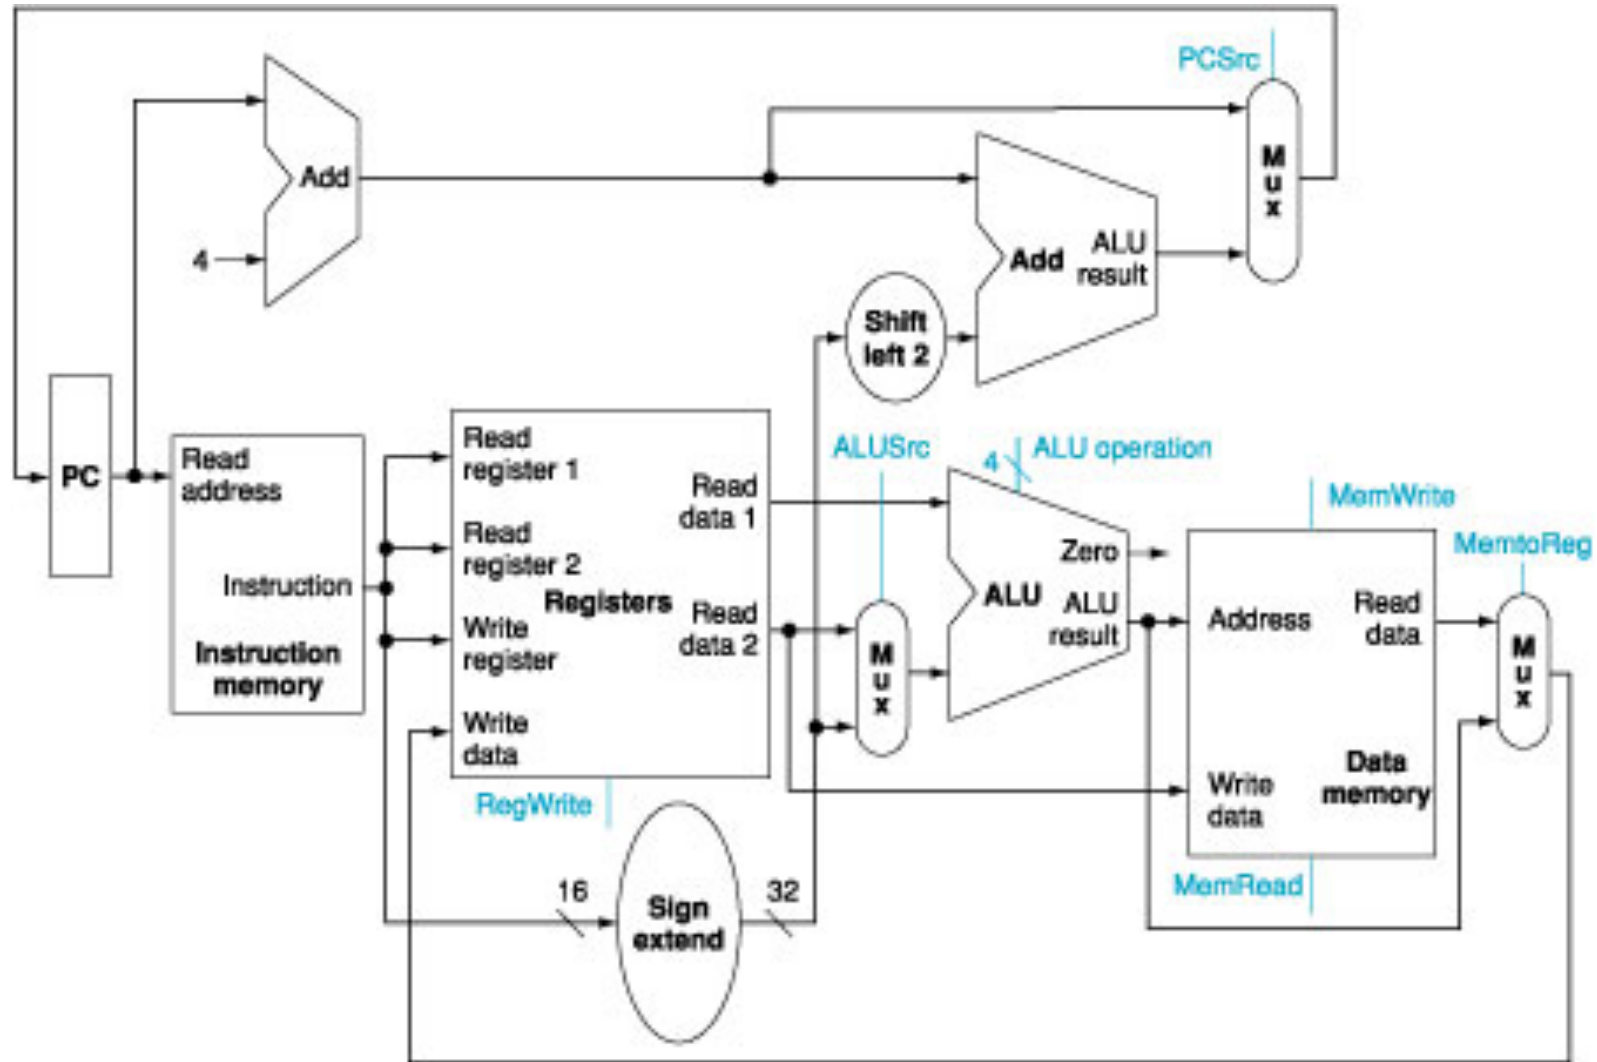 PCSrc
M
u
x
Add
4
Add
ALU
result
Shift
left 2
PC
Read
address
Instruction
Instruction
memory
Read
register 1
Read
register 2
Registers
Write
register
Write
data
Read
data 1
Read
data 2
RegWrite
16
Sign
extend
32
ALUSrc
M
u
x
4
ALU operation
Zero
ALU
ALU
result
MemWrite
Address
Read
data
Write
data
Data
memory
MemRead
MemtoReg
M
u
x